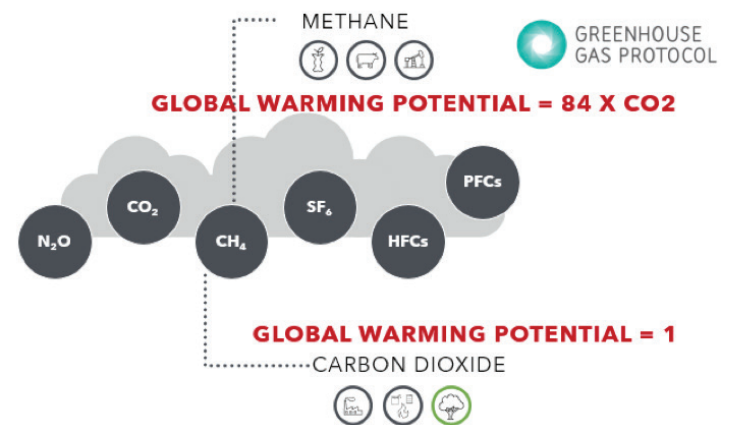 METHANE
GREENHOUSE
GAS PROTOCOL
GLOBAL WARMING POTENTIAL = 84 X CO2
PFCs
CO₂
SF₆
N₂O
CH₄
HFCs
GLOBAL WARMING POTENTIAL = 1
CARBON DIOXIDE